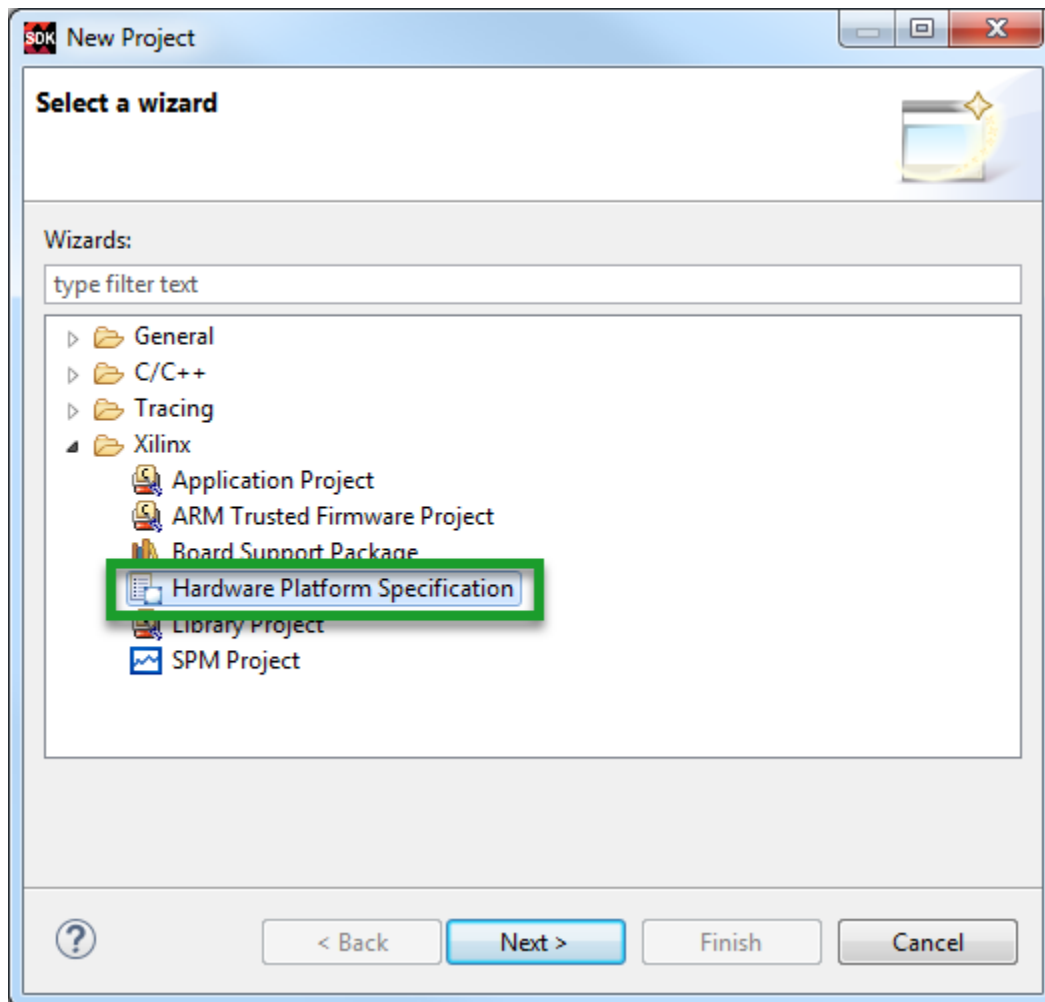 SDK New Project
Select a wizard
Wizards:
type filter text
General
C/C++
Tracing
Xilinx
Application Project
ARM Trusted Firmware Project
Board Support Package
Hardware Platform Specification
Library Project
SPM Project
? < Back Next > Finish Cancel